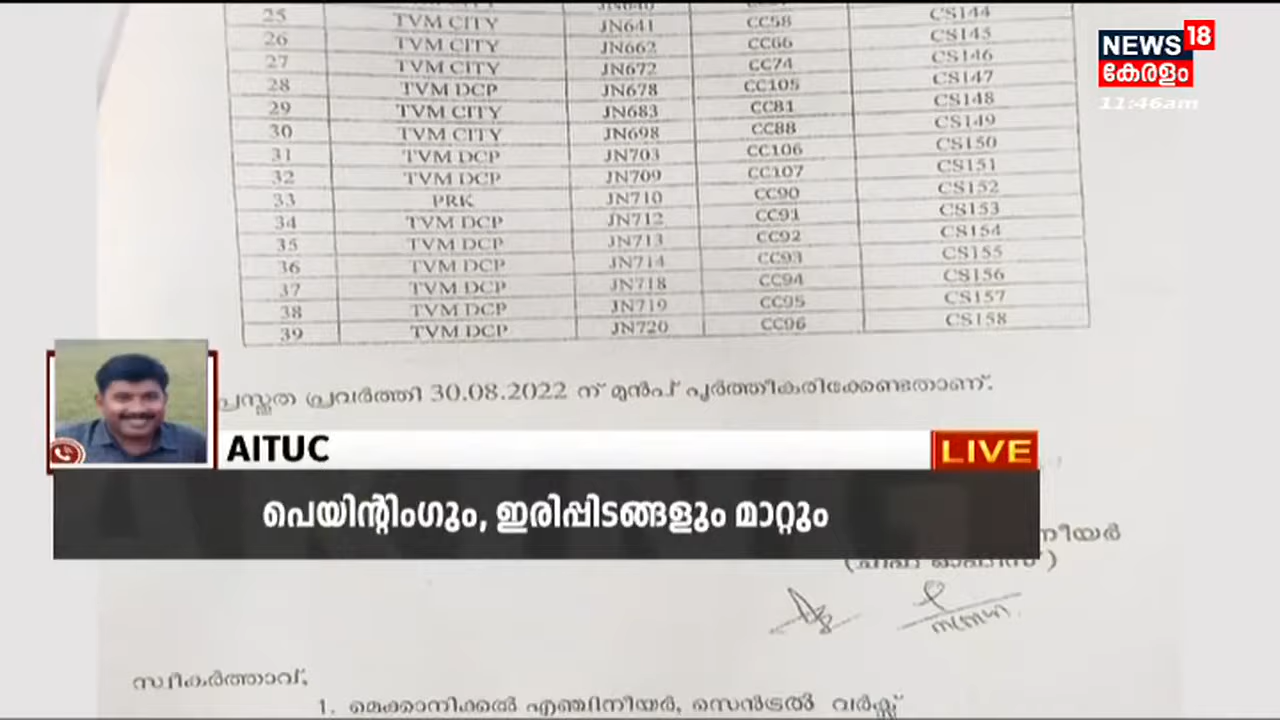 25 TVM CITY JN640 CS144
26 TVM CITY JN641 CC58 CS145
27 TVM CITY JN662 CC66 CS146
28 TVM CITY JN672 CC74 CS147
29 TVM DCP JN678 CC105 CS148
30 TVM CITY JN683 CC81 CS149
31 TVM CITY JN698 CC88 CS150
32 TVM DCP JN703 CC106 CS151
33 TVM DCP JN709 CC107 CS152
34 PRK JN710 CC90 CS153
35 TVM DCP JN712 CC91 CS154
36 TVM DCP JN713 CC92 CS155
37 TVM DCP JN714 CC93 CS156
38 TVM DCP JN718 CC94 CS157
39 TVM DCP JN719 CC95 CS158
TVM DCP JN720 CC96
NEWS 18
കേരളം
11:46am
പ്രസ്തുത പ്രവർത്തി 30.08.2022 ന് മുൻപ് പൂർത്തീകരിക്കേണ്ടതാണ്.
AITUC LIVE
പെയിന്റിംഗും, ഇരിപ്പിടങ്ങളും മാറ്റും
സ്വീകർത്താവ്,
1. മെക്കാനിക്കൽ എഞ്ചിനീയർ, സെൻട്രൽ വർക്സ്